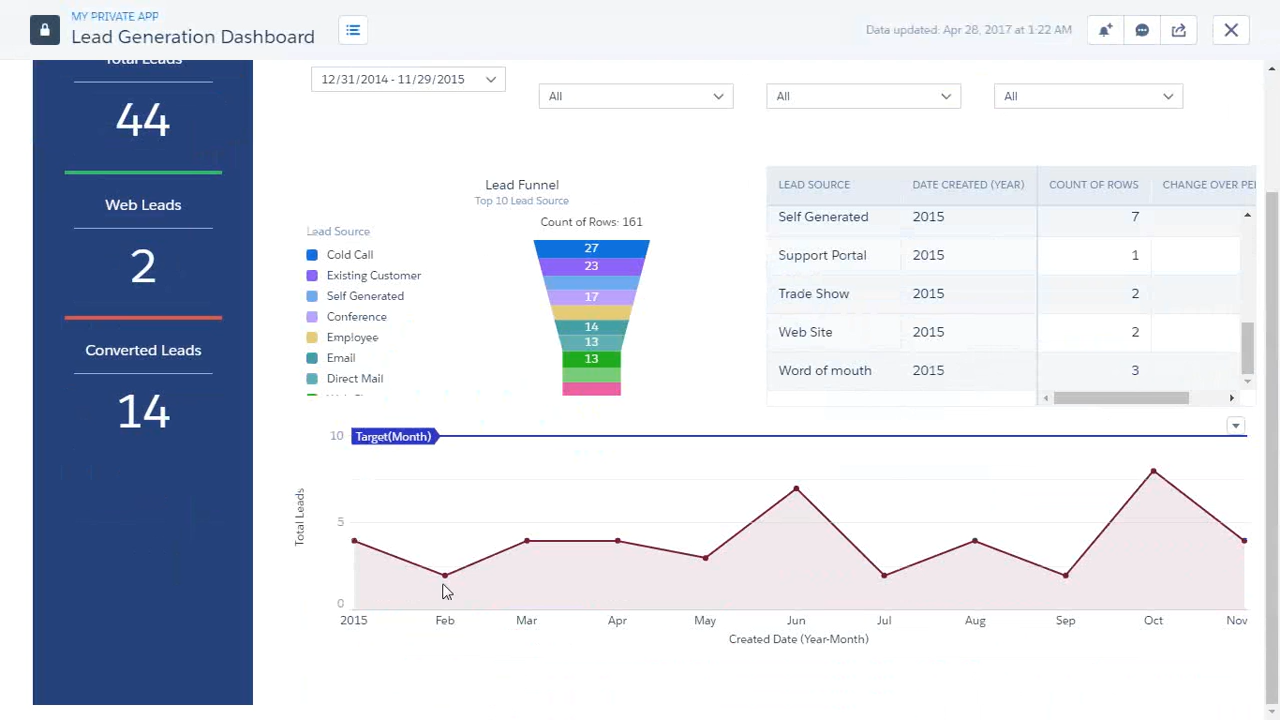 MY PRIVATE APP
Lead Generation Dashboard
Data updated: Apr 28, 2017 at 1:22 AM
Total Leads
44
Web Leads
2
Converted Leads
14
12/31/2014 - 11/29/2015
All
All
All
Lead Funnel
Top 10 Lead Source
Count of Rows: 161
Lead Source
Cold Call
Existing Customer
Self Generated
Conference
Employee
Email
Direct Mail
27
23
17
14
13
13
LEAD SOURCE DATE CREATED (YEAR) COUNT OF ROWS CHANGE OVER PE
Self Generated 2015 7
Support Portal 2015 1
Trade Show 2015 2
Web Site 2015 2
Word of mouth 2015 3
Target(Month)
10
5
0
Total Leads
2015 Feb Mar Apr May Jun Jul Aug Sep Oct Nov
Created Date (Year-Month)